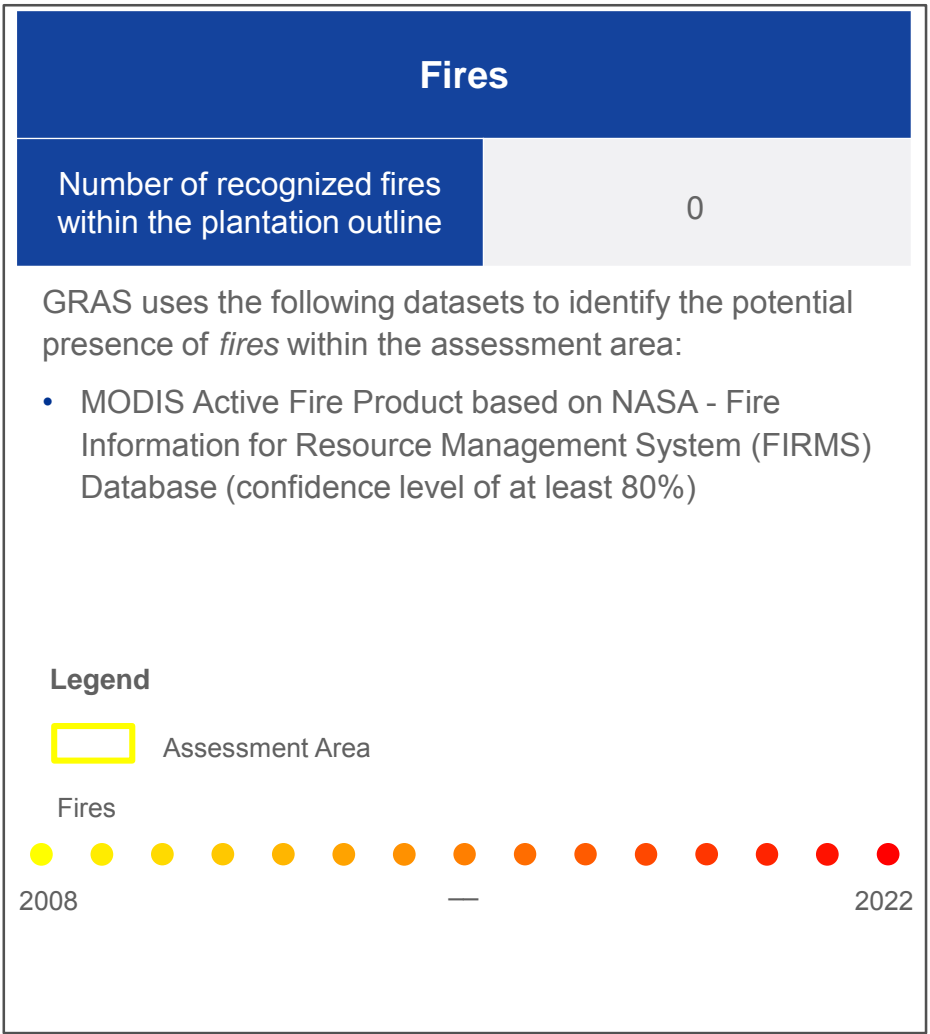 Fires
Number of recognized fires
within the plantation outline
0
GRAS uses the following datasets to identify the potential
presence of fires within the assessment area:
• MODIS Active Fire Product based on NASA - Fire
Information for Resource Management System (FIRMS)
Database (confidence level of at least 80%)
Legend
Assessment Area
Fires
2008 — 2022